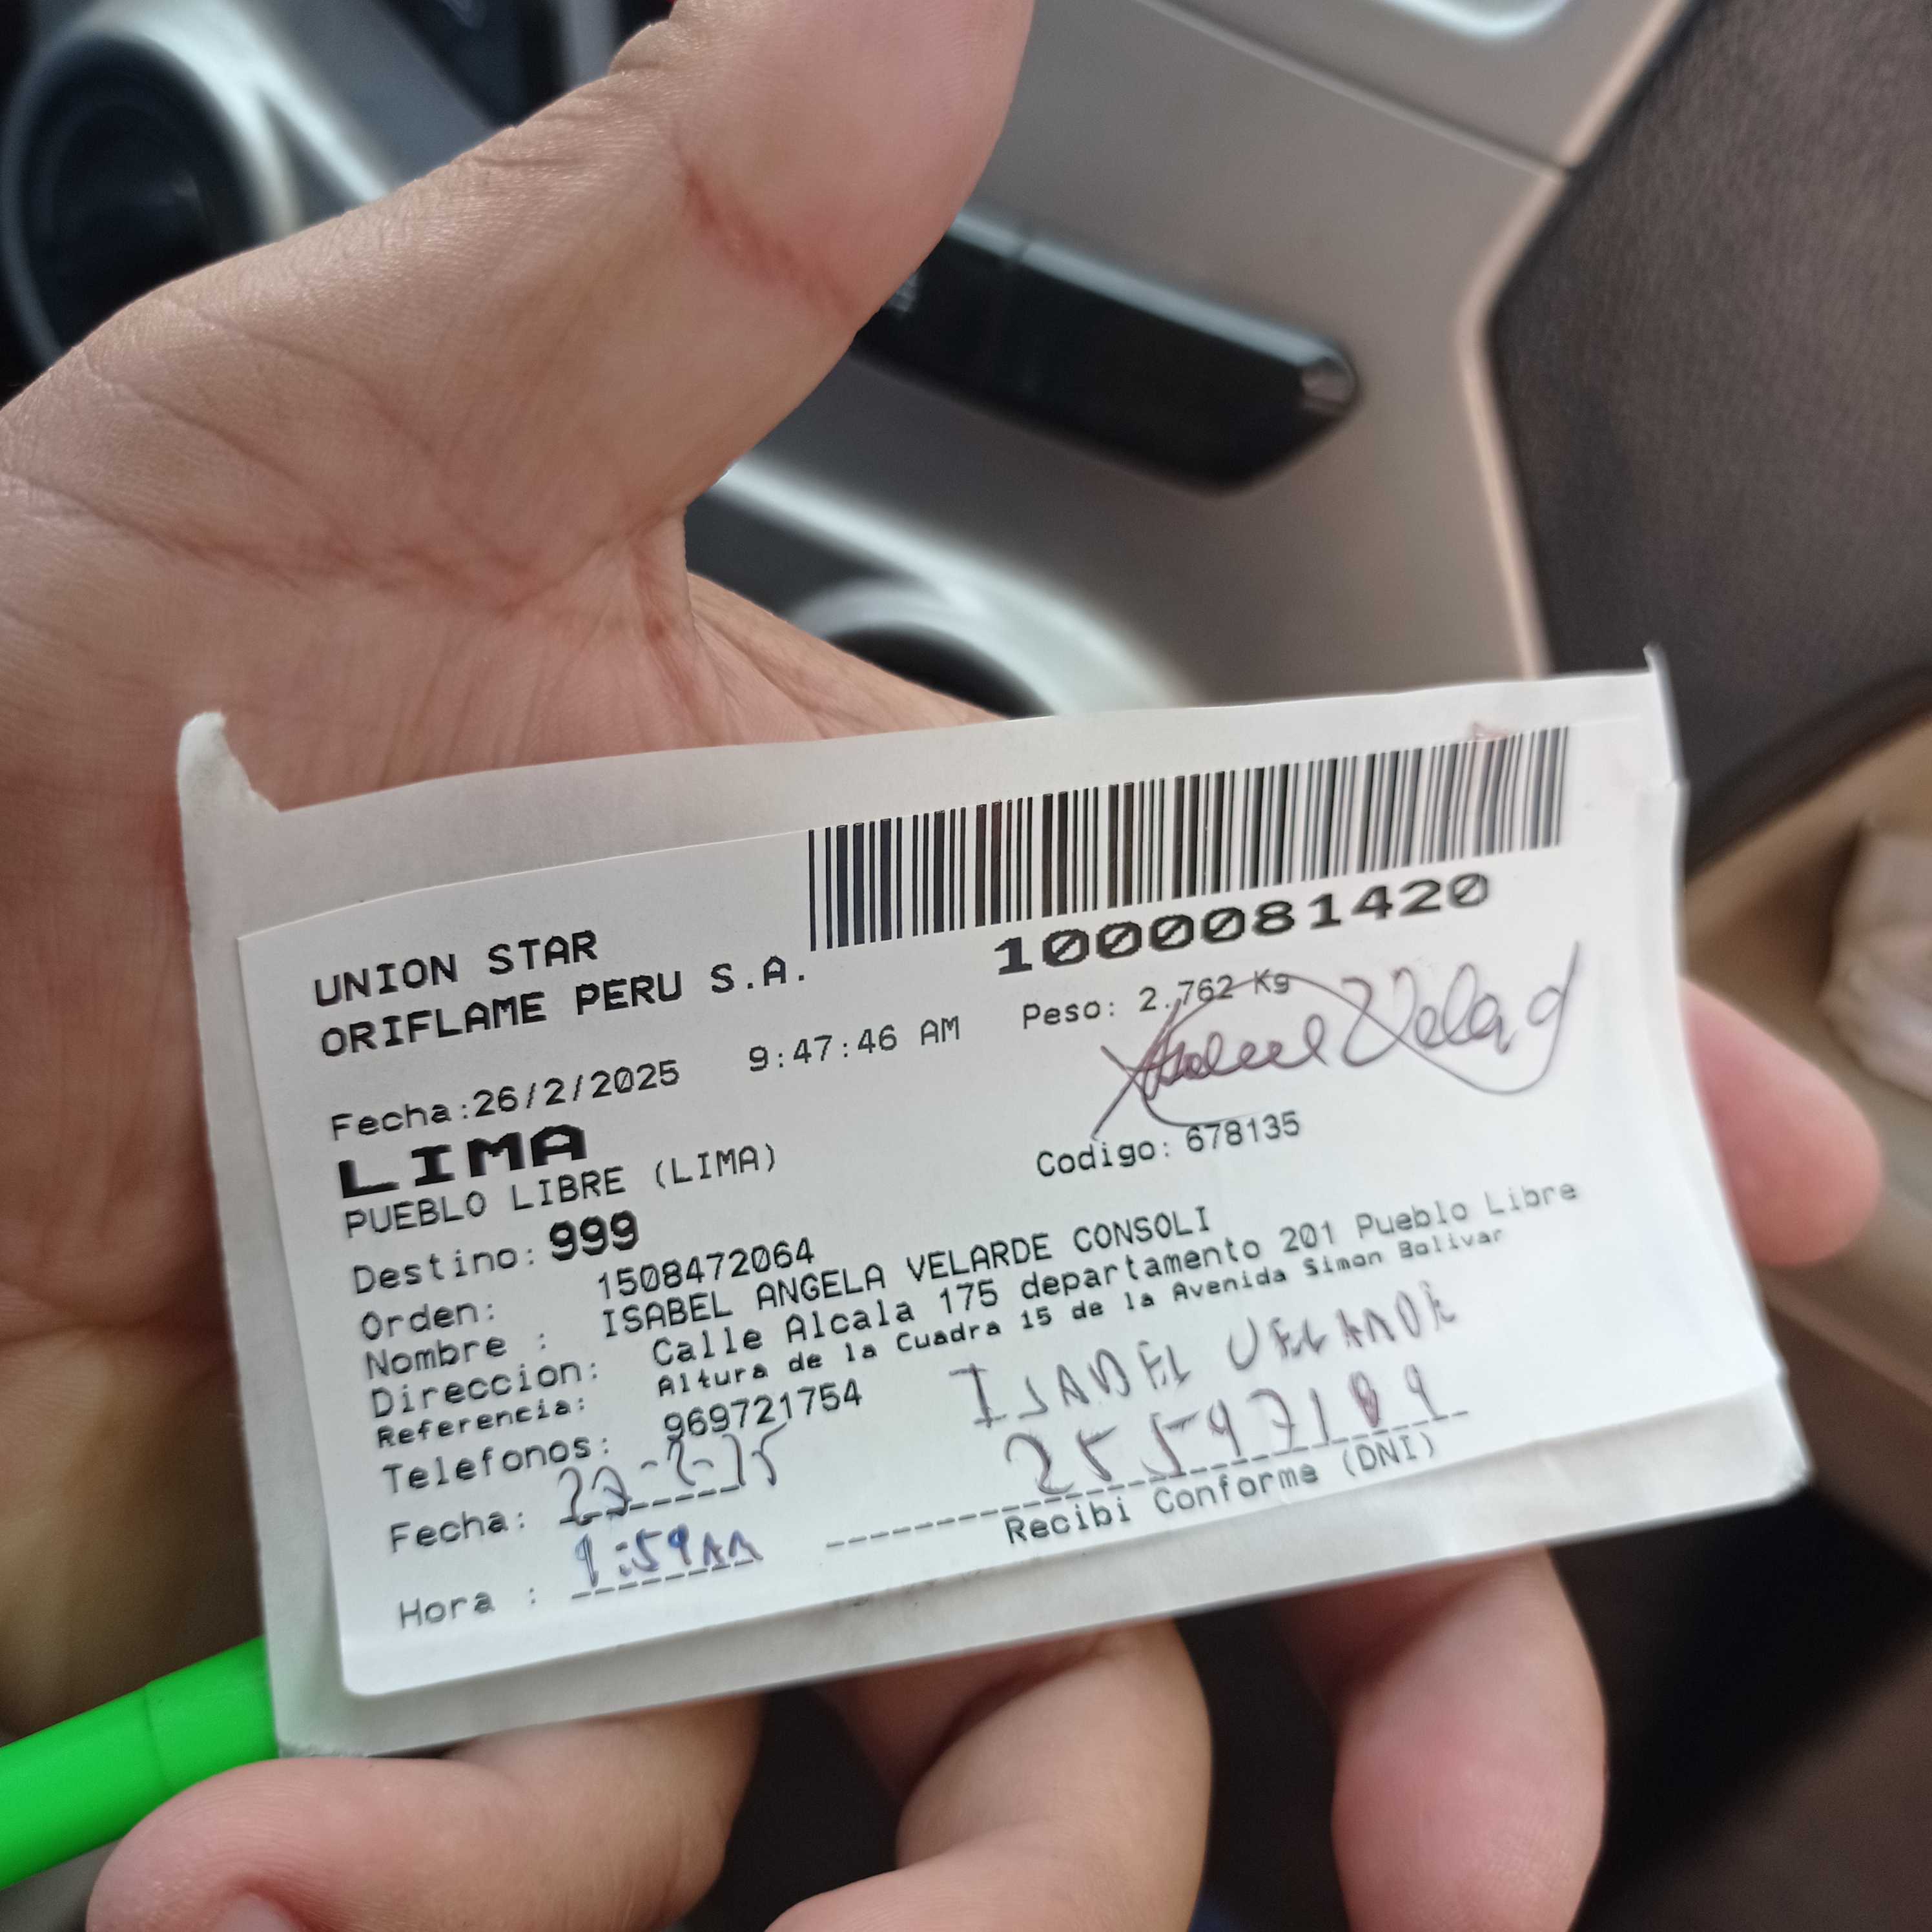 UNION STAR
ORIFLAME PERU S.A.
1000081420
Fecha:26/2/2025 9:47:46 AM Peso: 2.762 Kg
LIMA
PUEBLO LIBRE (LIMA) Codigo: 678135
Destino: 999
Orden: 1508472064
Nombre : ISABEL ANGELA VELARDE CONSOLI
Direccion: Calle Alcala 175 departamento 201 Pueblo Libre
Referencia: Altura de la Cuadra 15 de la Avenida Simon Bolivar
Telefonos: 969721754
ISABEL VELARDE
Fecha:
Recibi Conforme (DNI)
Hora :